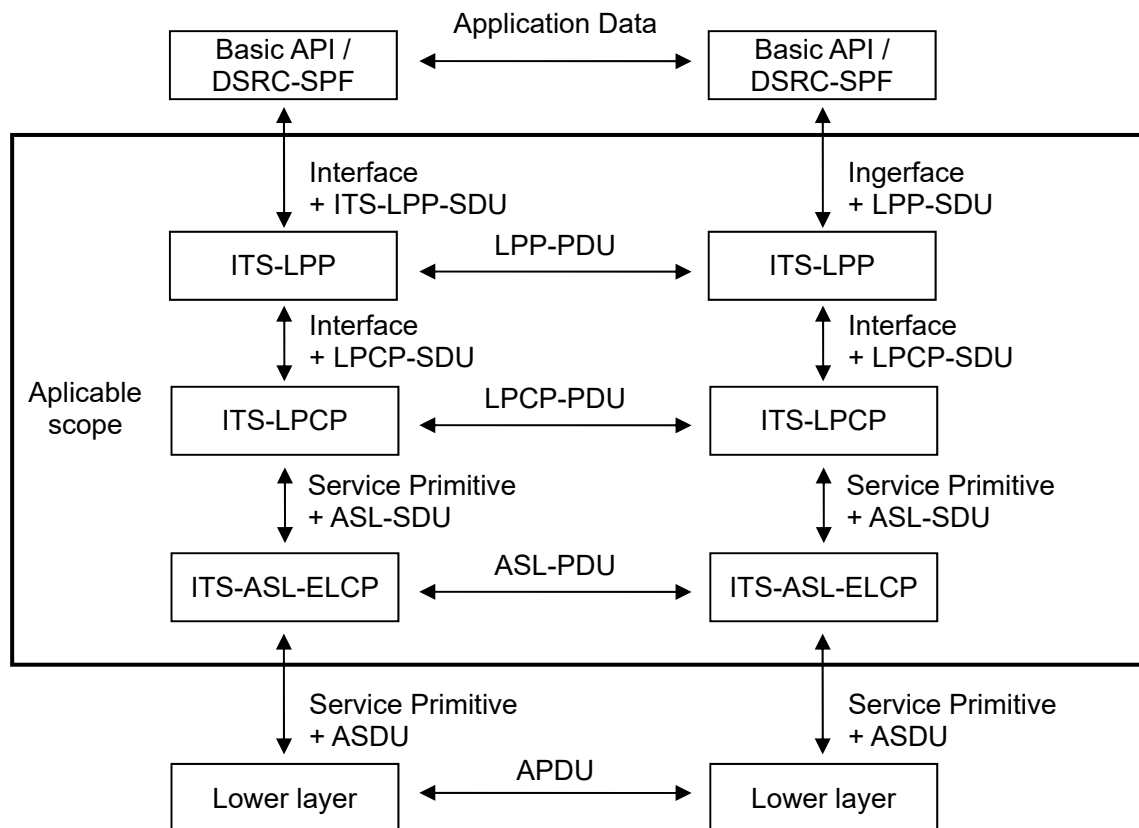 Application Data
Basic API /
DSRC-SPF
Basic API /
DSRC-SPF
Interface
+ ITS-LPP-SDU
Ingerface
+ LPP-SDU
ITS-LPP
LPP-PDU
ITS-LPP
Interface
+ LPCP-SDU
Interface
+ LPCP-SDU
Aplicable
scope
ITS-LPCP
LPCP-PDU
ITS-LPCP
Service Primitive
+ ASL-SDU
Service Primitive
+ ASL-SDU
ITS-ASL-ELCP
ASL-PDU
ITS-ASL-ELCP
Service Primitive
+ ASDU
Service Primitive
+ ASDU
Lower layer
APDU
Lower layer